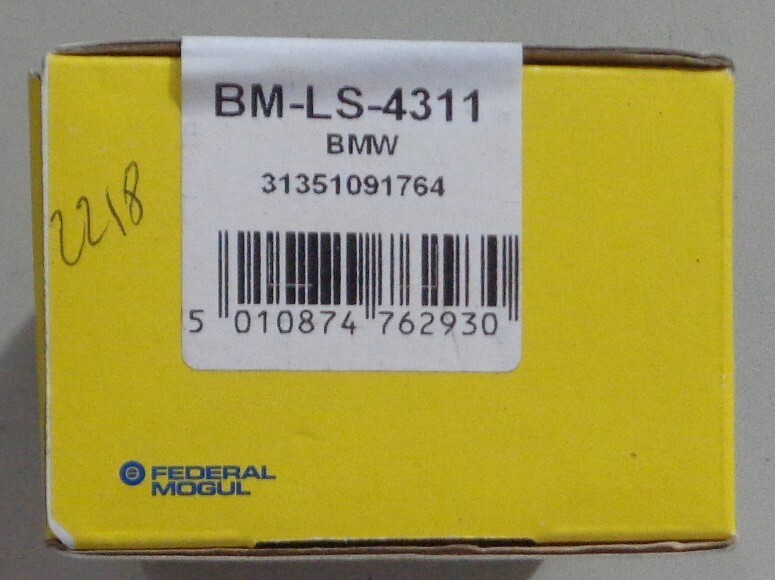 BM-LS-4311
BMW
31351091764
2218
5 010874 762930
FEDERAL
MOGUL